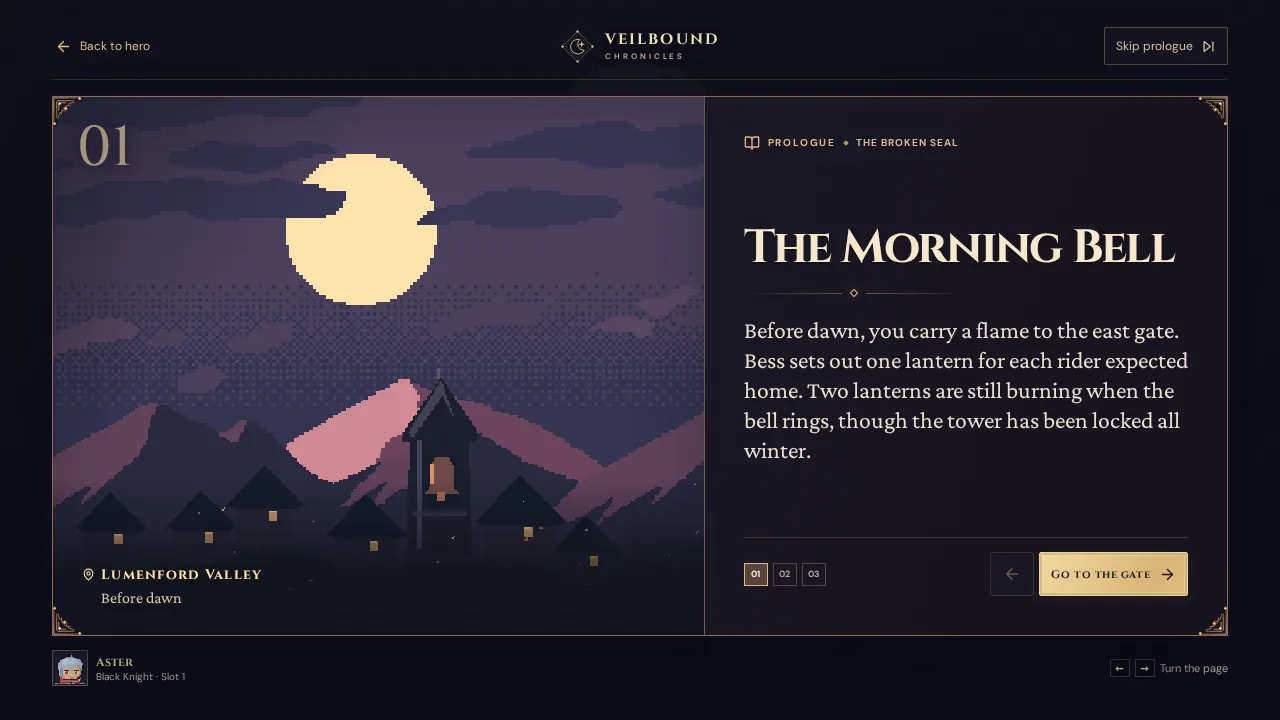 Back to hero
VEILBOUND
CHRONICLES
Skip prologue
01
PROLOGUE ◆ THE BROKEN SEAL
THE MORNING BELL
Before dawn, you carry a flame to the east gate.
Bess sets out one lantern for each rider expected
home. Two lanterns are still burning when the
bell rings, though the tower has been locked all
winter.
LUMENFORD VALLEY
Before dawn
01 02 03
GO TO THE GATE
ASTER
Black Knight · Slot 1
← → Turn the page